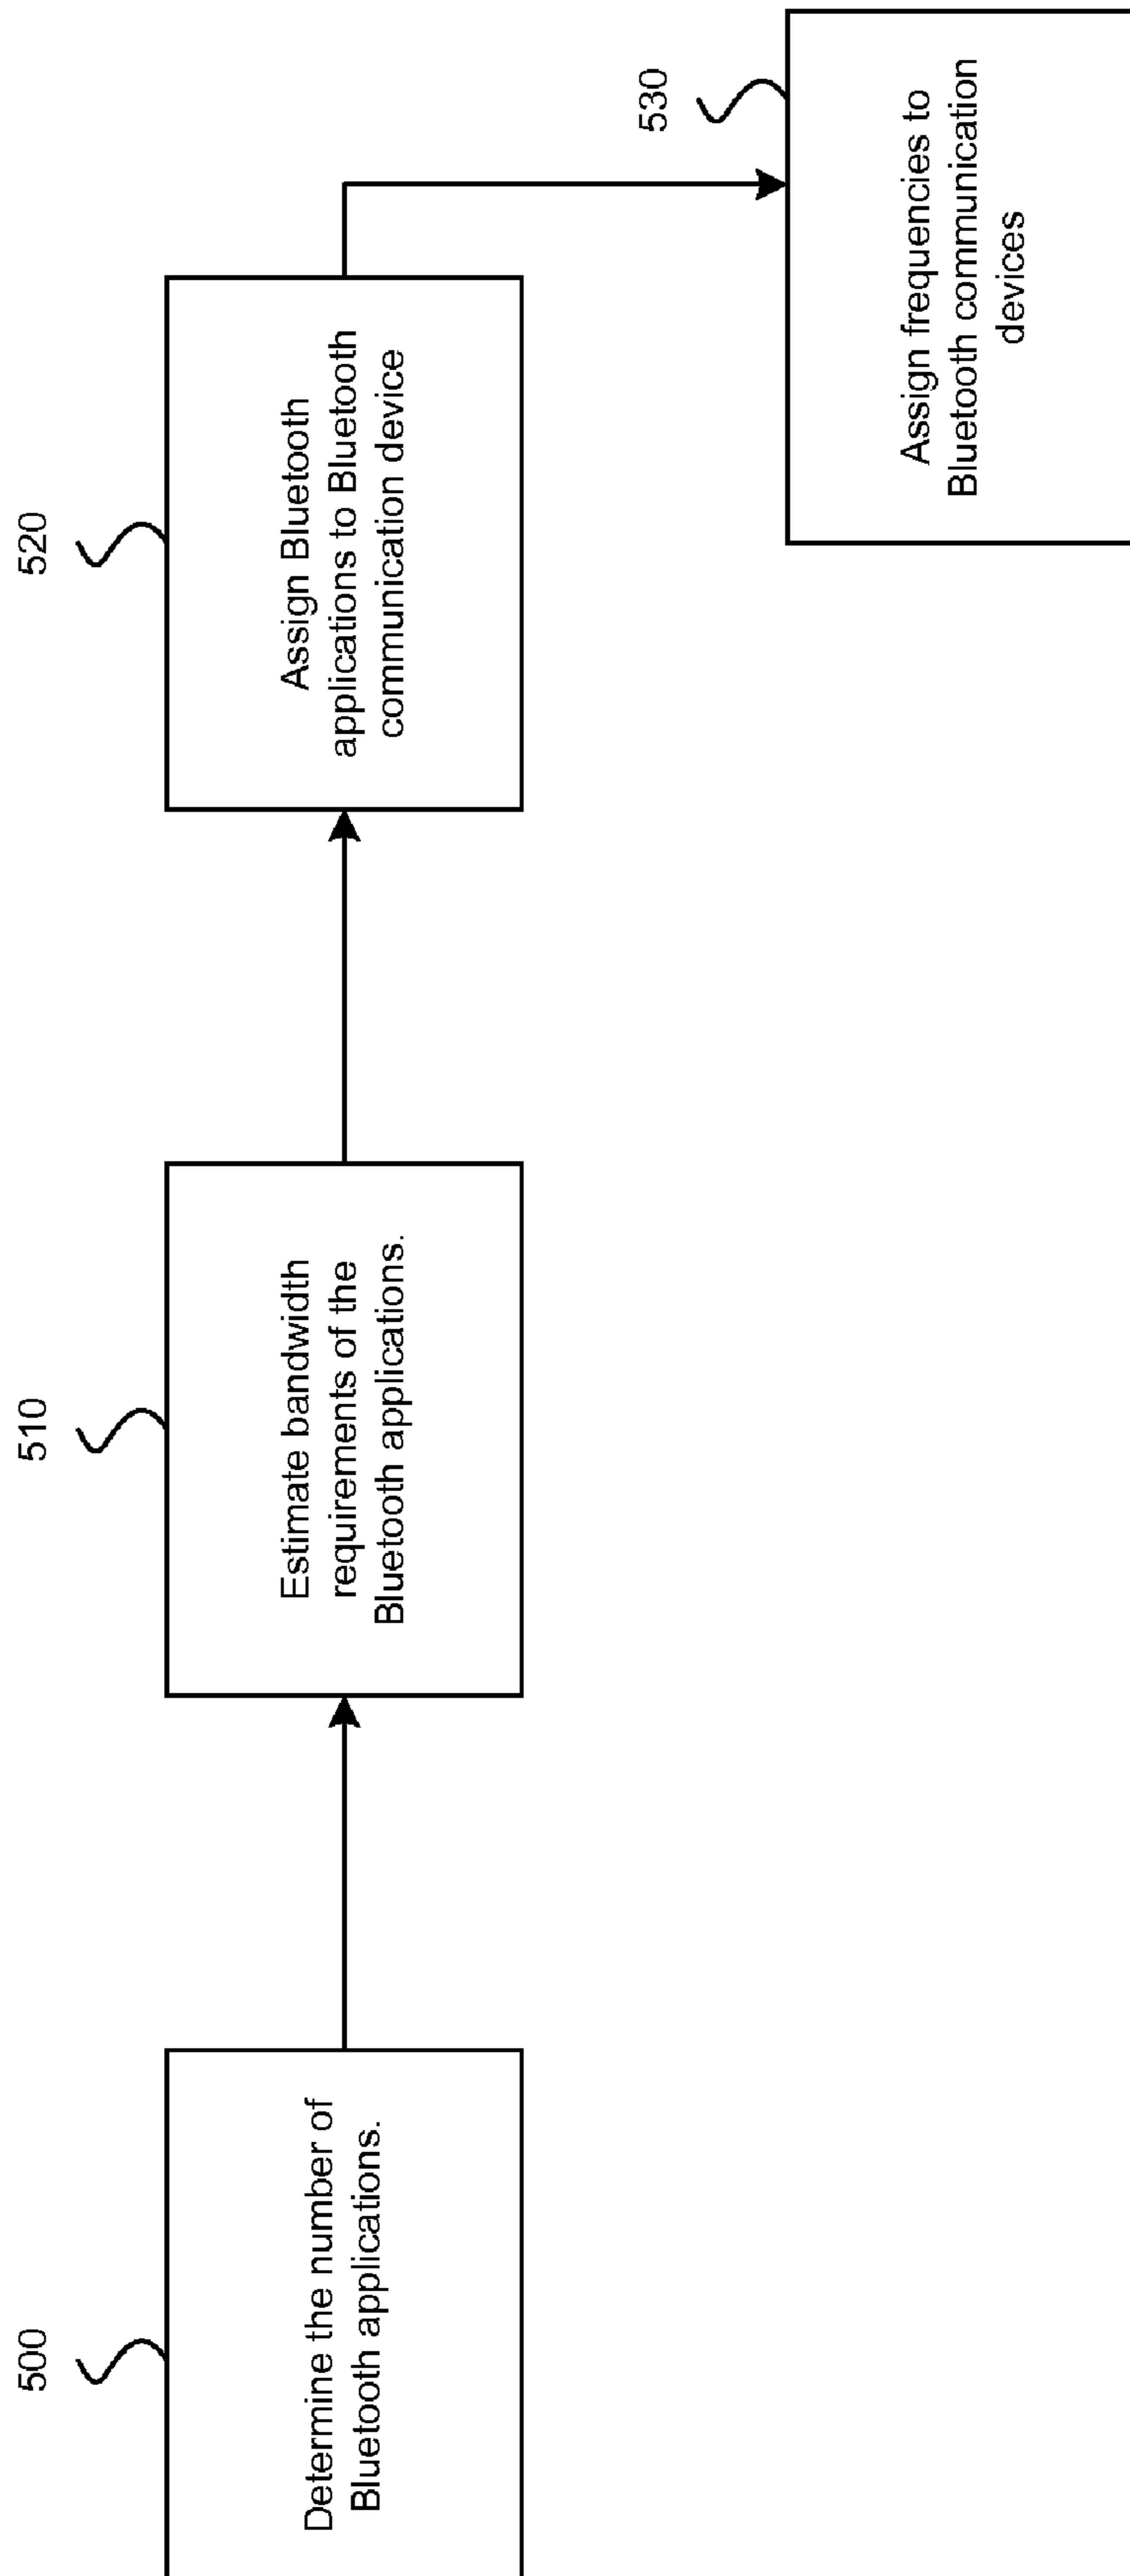 500
Determine the number of
Bluetooth applications.
510
Estimate bandwidth
requirements of the
Bluetooth applications.
520
Assign Bluetooth
applications to Bluetooth
communication device
530
Assign frequencies to
Bluetooth communication
devices